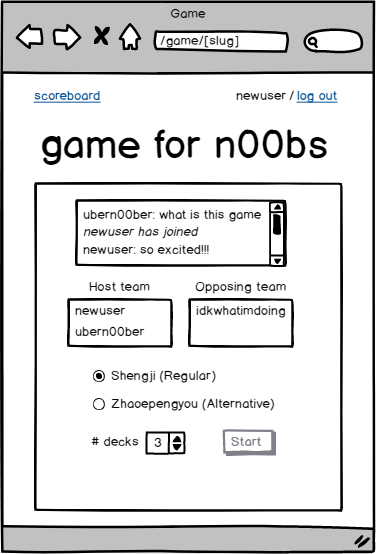 Game
/game/[slug]
scoreboard
newuser / log out
game for n00bs
ubern00ber: what is this game
newuser has joined
newuser: so excited!!!
Host team
newuser
ubern00ber
Opposing team
idkwhatimdoing
Shengji (Regular)
Zhaoepengyou (Alternative)
# decks 3 Start